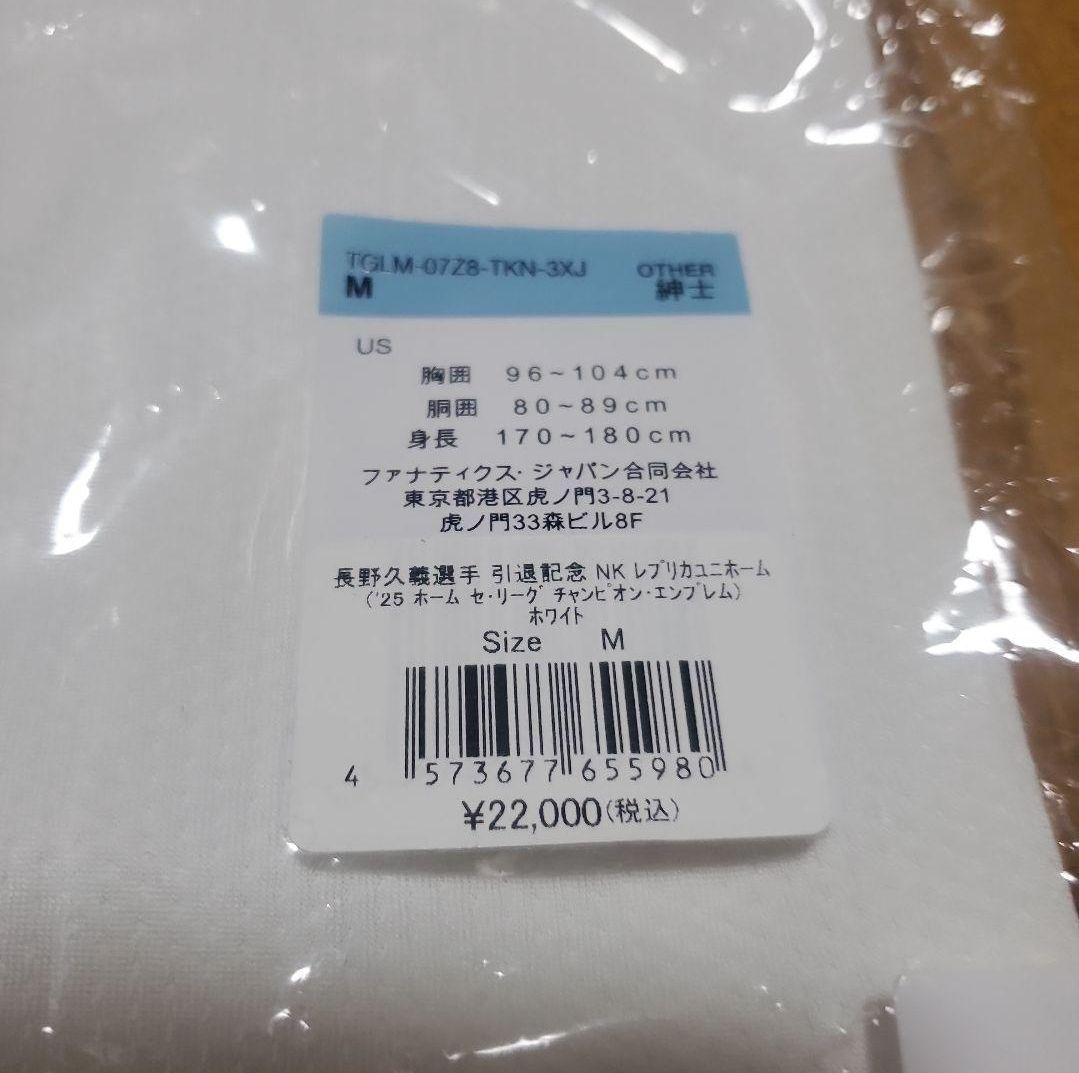 TGLM-07Z8-TKN-3XJ OTHER
M 紳士
US
胸囲 96~104cm
胴囲 80~89cm
身長 170~180cm
ファナティクス・ジャパン合同会社
東京都港区虎ノ門3-8-21
虎ノ門33森ビル8F
長野久義選手 引退記念 NK レプリカユニホーム
('25 ホーム セ・リーグ チャンピオン・エンブレム)
ホワイト
Size M
4 573677 655980
¥22,000(税込)